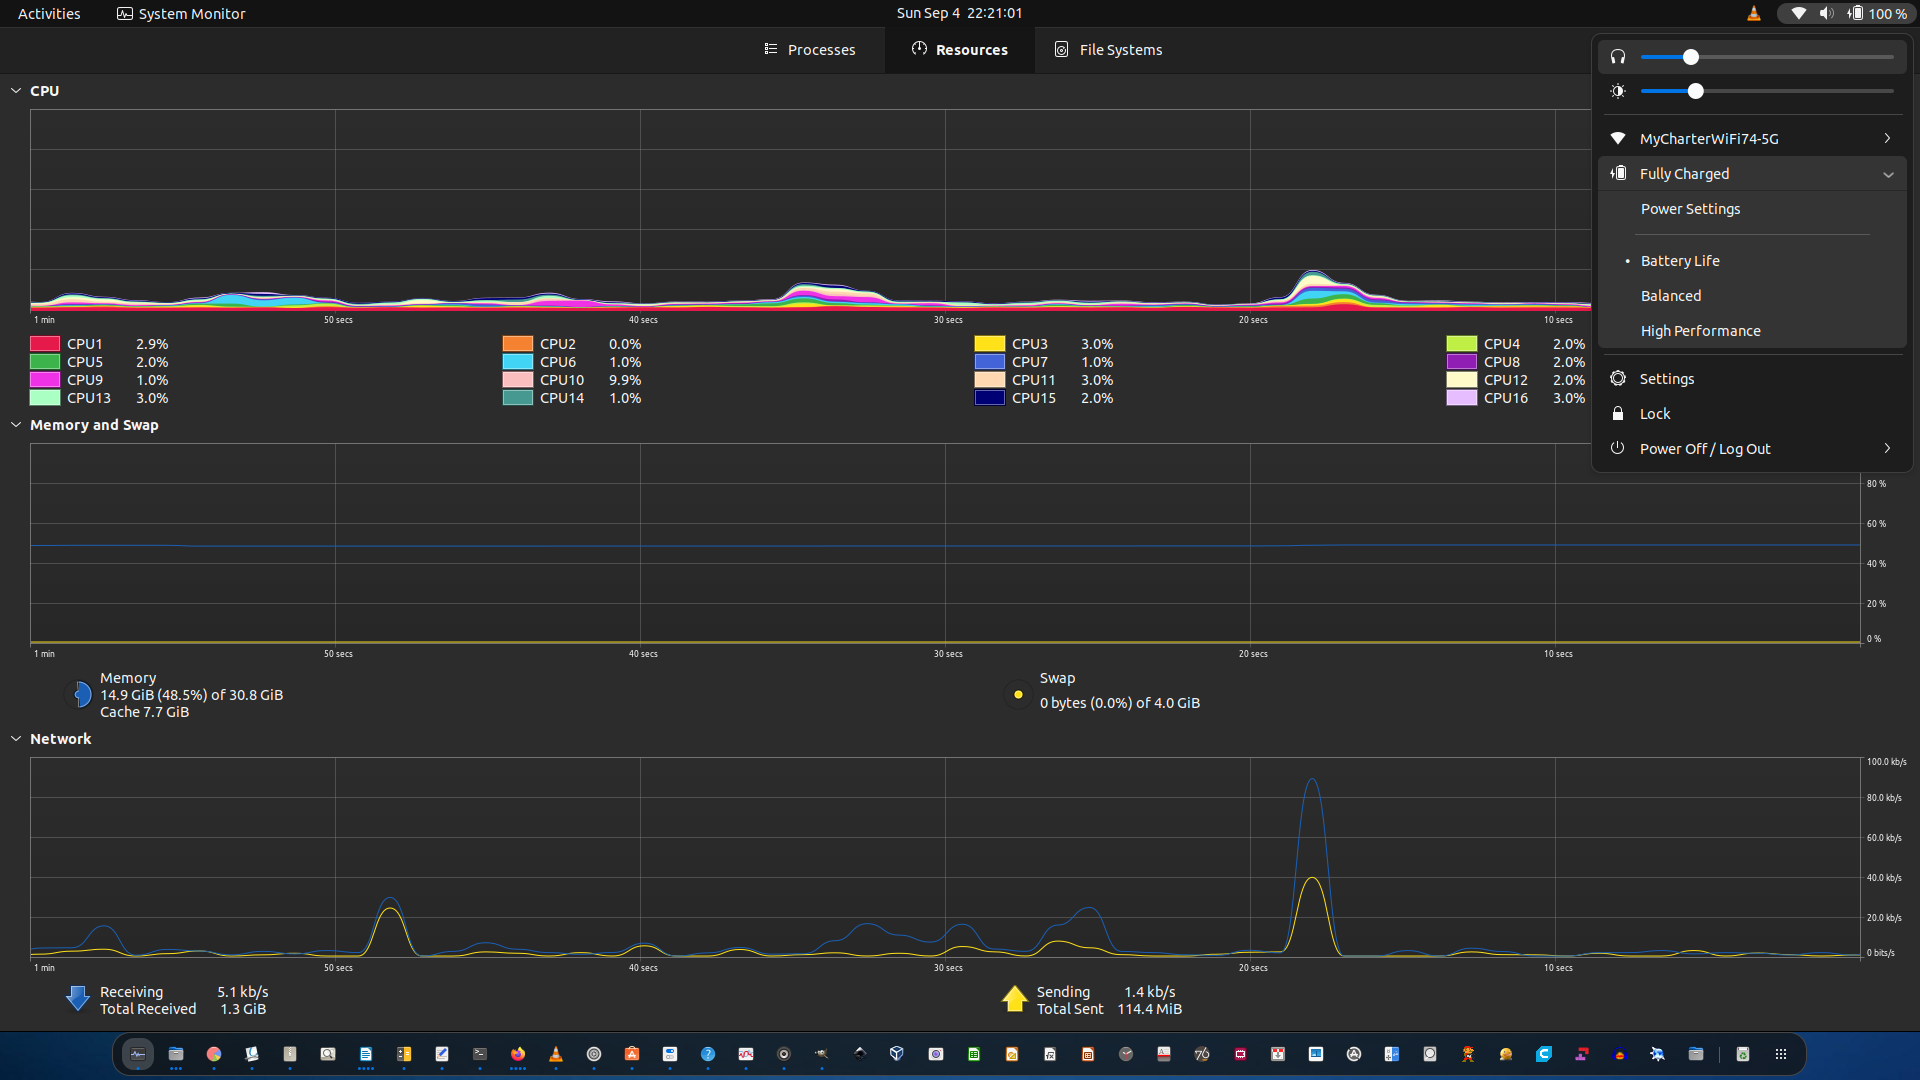 Activities
System Monitor
Sun Sep 4 22:21:01
100 %
Processes
Resources
File Systems
CPU
1 min
50 secs
40 secs
30 secs
20 secs
10 secs
CPU1 2.9%
CPU2 0.0%
CPU3 3.0%
CPU4 2.0%
CPU5 2.0%
CPU6 1.0%
CPU7 1.0%
CPU8 2.0%
CPU9 1.0%
CPU10 9.9%
CPU11 3.0%
CPU12 2.0%
CPU13 3.0%
CPU14 1.0%
CPU15 2.0%
CPU16 3.0%
MyCharterWiFi74-5G
Fully Charged
Power Settings
• Battery Life
Balanced
High Performance
Settings
Lock
Power Off / Log Out
Memory and Swap
80 %
60 %
40 %
20 %
0 %
1 min
50 secs
40 secs
30 secs
20 secs
10 secs
Memory
14.9 GiB (48.5%) of 30.8 GiB
Cache 7.7 GiB
Swap
0 bytes (0.0%) of 4.0 GiB
Network
100.0 kb/s
80.0 kb/s
60.0 kb/s
40.0 kb/s
20.0 kb/s
0 bits/s
1 min
50 secs
40 secs
30 secs
20 secs
10 secs
Receiving 5.1 kb/s
Total Received 1.3 GiB
Sending 1.4 kb/s
Total Sent 114.4 MiB
76